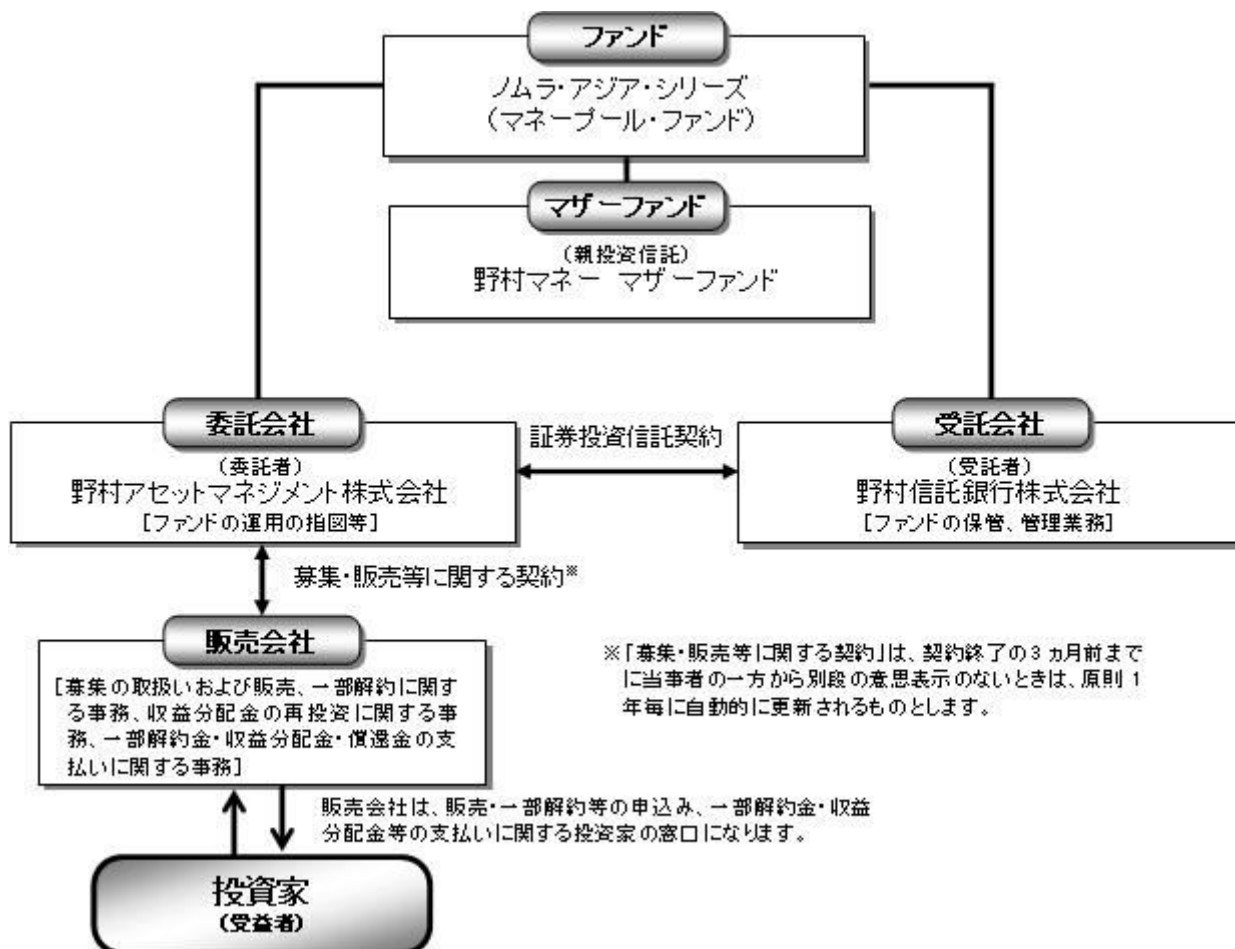 ファンド
ノムラ・アジア・シリーズ
（マネープール・ファンド）
マザーファンド
（親投資信託）
野村マネー マザーファンド
委託会社
（委託者）
野村アセットマネジメント株式会社
[ファンドの運用の指図等]
証券投資信託契約
受託会社
（受託者）
野村信託銀行株式会社
[ファンドの保管、管理業務]
募集・販売等に関する契約※
販売会社
[募集の取扱いおよび販売、一部解約に関す
る事務、収益分配金の再投資に関する事
務、一部解約金・収益分配金・償還金の支
払いに関する事務]
※「募集・販売等に関する契約」は、契約終了の3ヵ月前まで
に当事者の一方から別段の意思表示のないときは、原則1
年毎に自動的に更新されるものとします。
販売会社は、販売・一部解約等の申込み、一部解約金・収益
分配金等の支払いに関する投資家の窓口になります。
投資家
（受益者）